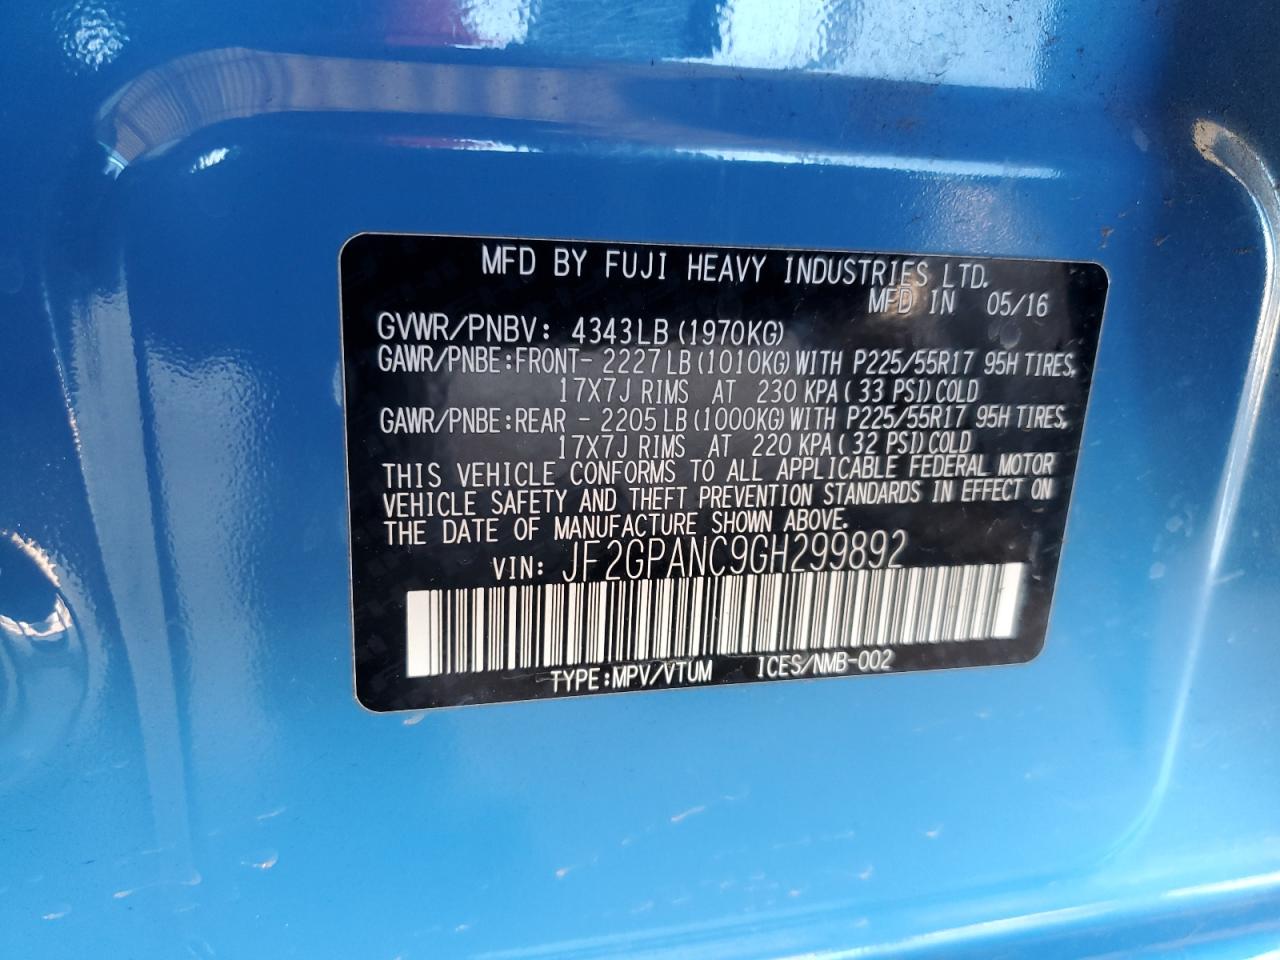 MFD BY FUJI HEAVY INDUSTRIES LTD.
MFD IN 05/16
GVWR/PNBV: 4343LB (1970KG)
GAWR/PNBE:FRONT- 2227LB (1010KG) WITH P225/55R17 95H TIRES,
17X7J RIMS AT 230 KPA( 33 PSI) COLD
GAWR/PNBE:REAR - 2205LB (1000KG) WITH P225/55R17 95H TIRES,
17X7J RIMS AT 220 KPA( 32 PSI) COLD
THIS VEHICLE CONFORMS TO ALL APPLICABLE FEDERAL MOTOR
VEHICLE SAFETY AND THEFT PREVENTION STANDARDS IN EFFECT ON
THE DATE OF MANUFACTURE SHOWN ABOVE.
VIN: JF2GPANC9GH299892
TYPE:MPV/VTUM ICES/NMB-002